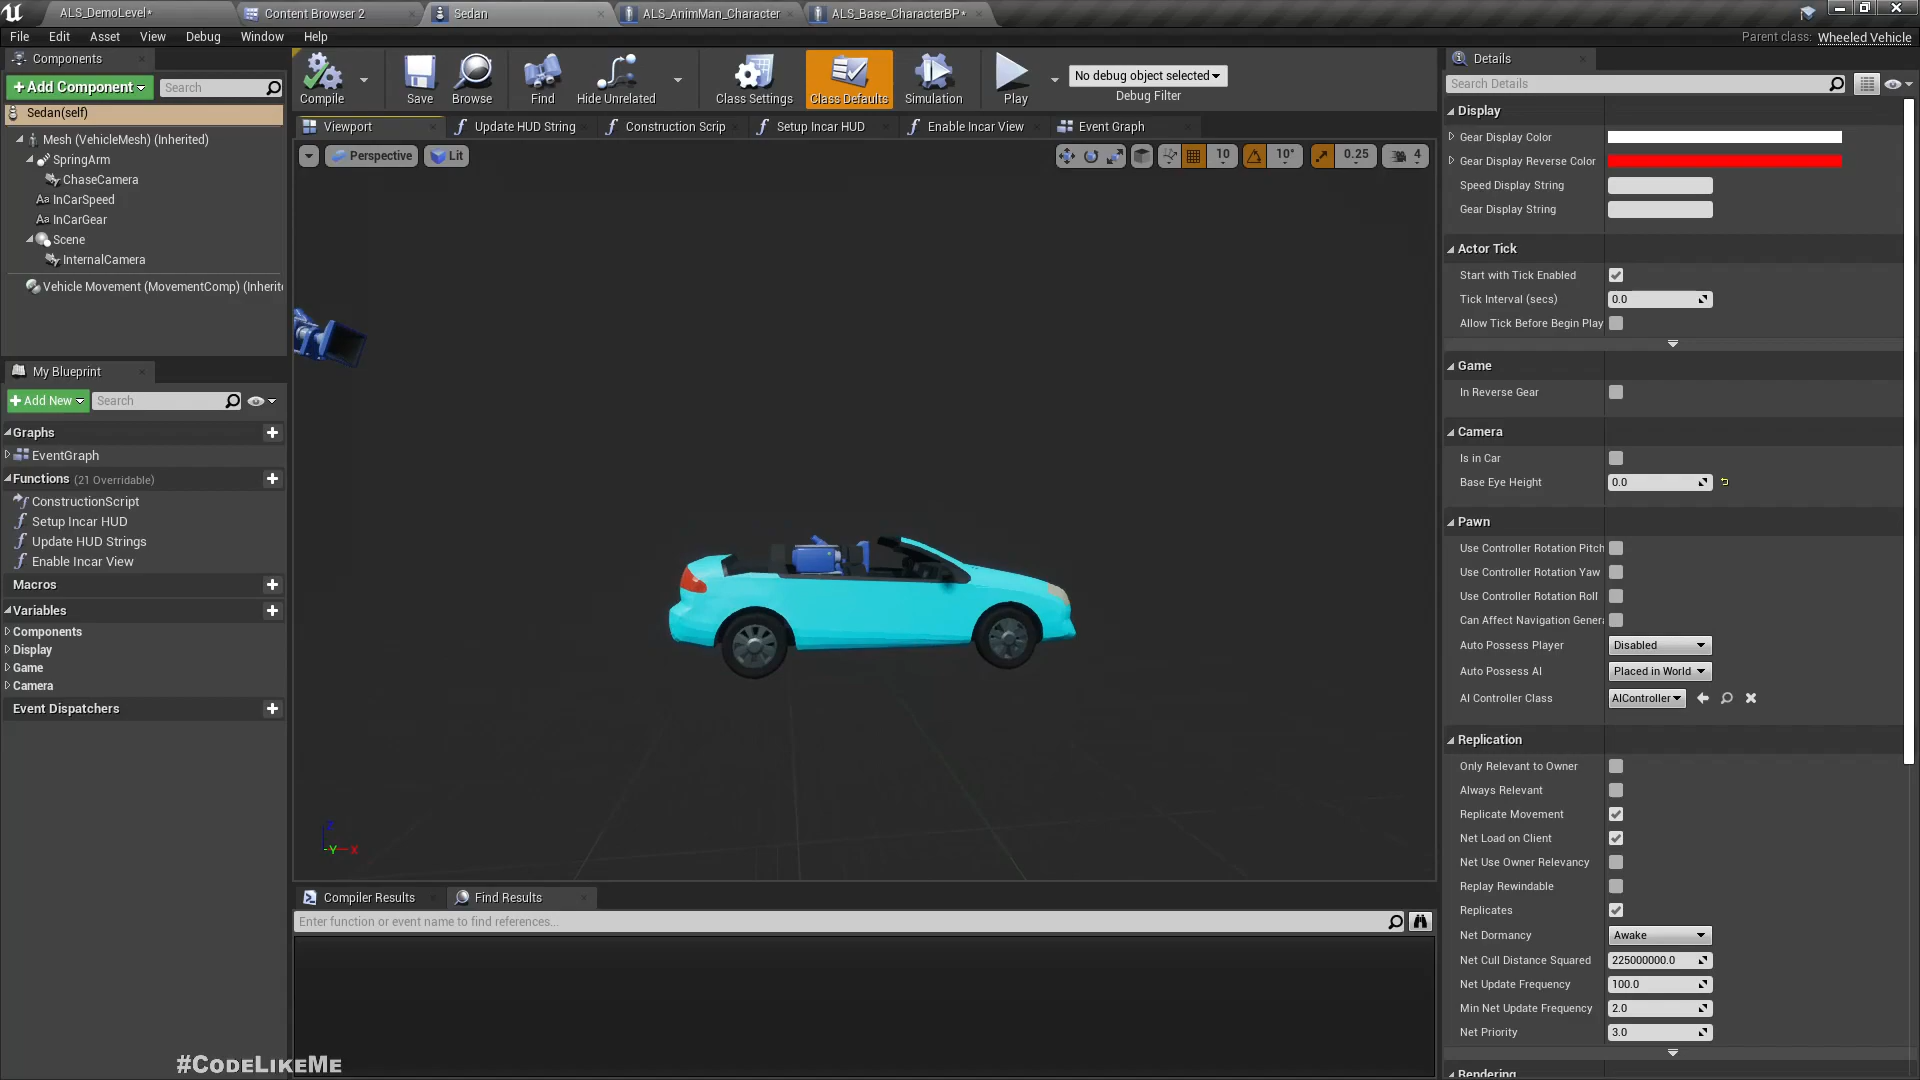 ALS_DemoLevel*
Content Browser 2
Sedan
ALS_AnimMan_Character
ALS_Base_CharacterBP*
File Edit Asset View Debug Window Help
Parent class: Wheeled Vehicle
Components
+Add Component
Search
Sedan(self)
Mesh (VehicleMesh) (Inherited)
SpringArm
ChaseCamera
InCarSpeed
InCarGear
Scene
InternalCamera
Vehicle Movement (MovementComp) (Inherit
My Blueprint
+Add New
Search
Graphs
EventGraph
Functions (21 Overridable)
ConstructionScript
Setup Incar HUD
Update HUD Strings
Enable Incar View
Macros
Variables
Components
Display
Game
Camera
Event Dispatchers
Compile
Save
Browse
Find
Hide Unrelated
Class Settings
Class Defaults
Simulation
Play
No debug object selected
Debug Filter
Viewport
Update HUD String
Construction Scrip
Setup Incar HUD
Enable Incar View
Event Graph
Perspective
Lit
10
10°
0.25
4
Z
Y
X
Compiler Results
Find Results
Enter function or event name to find references...
Details
Search Details
Display
Gear Display Color
Gear Display Reverse Color
Speed Display String
Gear Display String
Actor Tick
Start with Tick Enabled
Tick Interval (secs) 0.0
Allow Tick Before Begin Play
Game
In Reverse Gear
Camera
Is in Car
Base Eye Height 0.0
Pawn
Use Controller Rotation Pitch
Use Controller Rotation Yaw
Use Controller Rotation Roll
Can Affect Navigation Genera
Auto Possess Player Disabled
Auto Possess AI Placed in World
AI Controller Class AIController
Replication
Only Relevant to Owner
Always Relevant
Replicate Movement
Net Load on Client
Net Use Owner Relevancy
Replay Rewindable
Replicates
Net Dormancy Awake
Net Cull Distance Squared 225000000.0
Net Update Frequency 100.0
Min Net Update Frequency 2.0
Net Priority 3.0
Rendering
#CodeLikeMe